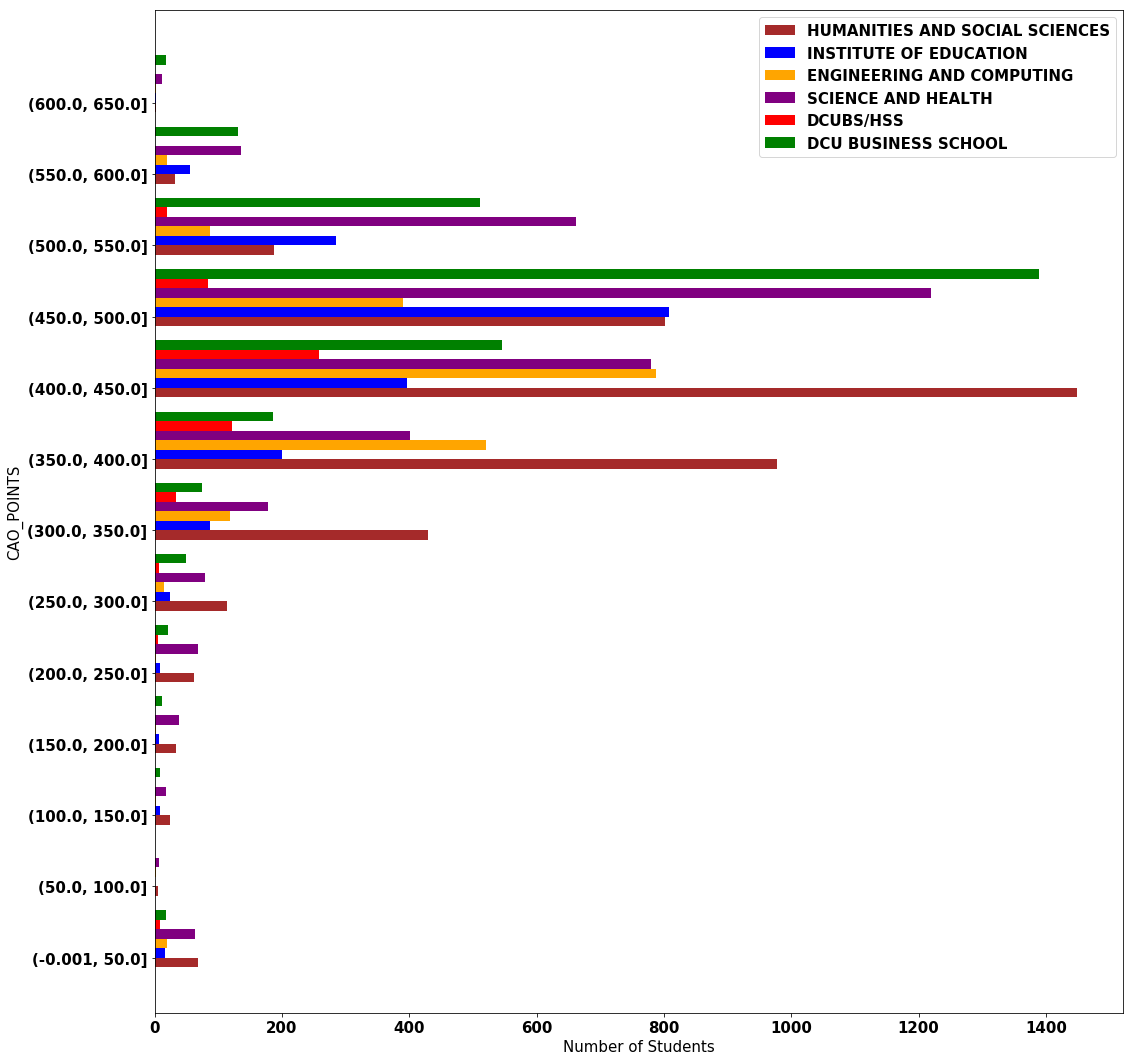 HUMANITIES AND SOCIAL SCIENCES
INSTITUTE OF EDUCATION
ENGINEERING AND COMPUTING
SCIENCE AND HEALTH
DCUBS/HSS
DCU BUSINESS SCHOOL
CAO_POINTS
(600.0, 650.0]
(550.0, 600.0]
(500.0, 550.0]
(450.0, 500.0]
(400.0, 450.0]
(350.0, 400.0]
(300.0, 350.0]
(250.0, 300.0]
(200.0, 250.0]
(150.0, 200.0]
(100.0, 150.0]
(50.0, 100.0]
(-0.001, 50.0]
0 200 400 600 800 1000 1200 1400
Number of Students